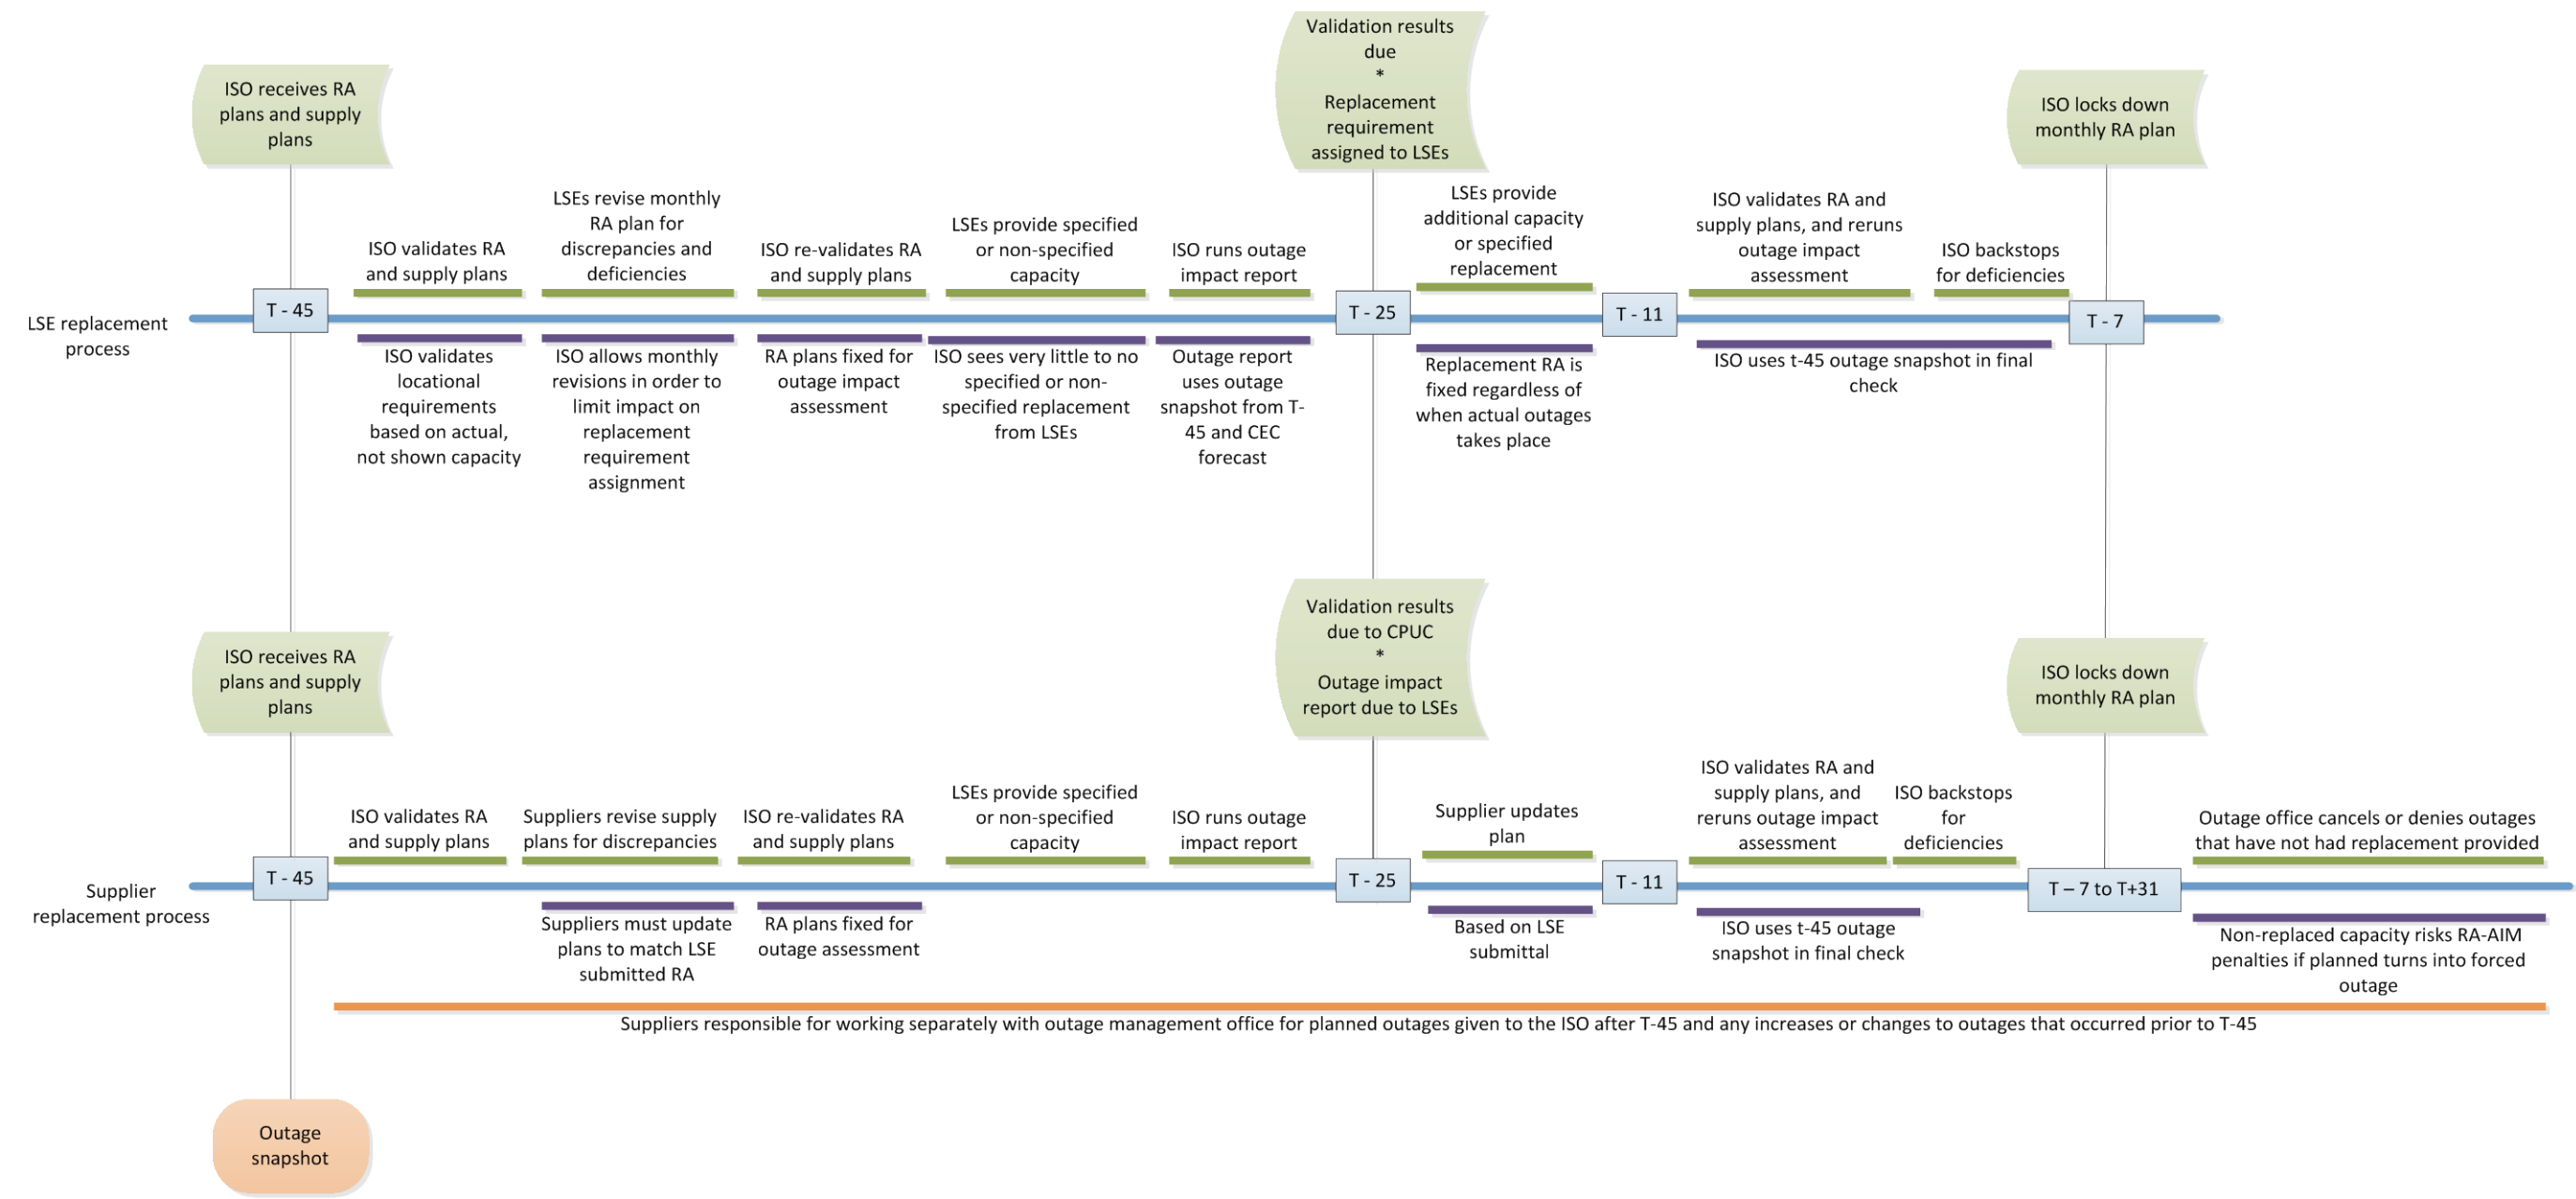 ISO receives RA
plans and supply
plans
Validation results
due
*
Replacement
requirement
assigned to LSEs
ISO locks down
monthly RA plan
ISO validates RA
and supply plans
LSEs revise monthly
RA plan for
discrepancies and
deficiencies
ISO re-validates RA
and supply plans
LSEs provide specified
or non-specified
capacity
ISO runs outage
impact report
LSEs provide
additional capacity
or specified
replacement
ISO validates RA and
supply plans, and reruns
outage impact
assessment
ISO backstops
for deficiencies
LSE replacement
process
T - 45
T - 25
T - 11
T - 7
ISO validates
locational
requirements
based on actual,
not shown capacity
ISO allows monthly
revisions in order to
limit impact on
replacement
requirement
assignment
RA plans fixed for
outage impact
assessment
ISO sees very little to no
specified or non-
specified replacement
from LSEs
Outage report
uses outage
snapshot from T-
45 and CEC
forecast
Replacement RA is
fixed regardless of
when actual outages
takes place
ISO uses t-45 outage snapshot in final
check
ISO receives RA
plans and supply
plans
Validation results
due to CPUC
*
Outage impact
report due to LSEs
ISO locks down
monthly RA plan
ISO validates RA
and supply plans
Suppliers revise supply
plans for discrepancies
ISO re-validates RA
and supply plans
LSEs provide specified
or non-specified
capacity
ISO runs outage
impact report
Supplier updates
plan
ISO validates RA and
supply plans, and
reruns outage impact
assessment
ISO backstops
for
deficiencies
Outage office cancels or denies outages
that have not had replacement provided
Supplier
replacement process
T - 45
T - 25
T - 11
T – 7 to T+31
Suppliers must update
plans to match LSE
submitted RA
RA plans fixed for
outage assessment
Based on LSE
submittal
ISO uses t-45 outage
snapshot in final check
Non-replaced capacity risks RA-AIM
penalties if planned turns into forced
outage
Suppliers responsible for working separately with outage management office for planned outages given to the ISO after T-45 and any increases or changes to outages that occurred prior to T-45
Outage
snapshot